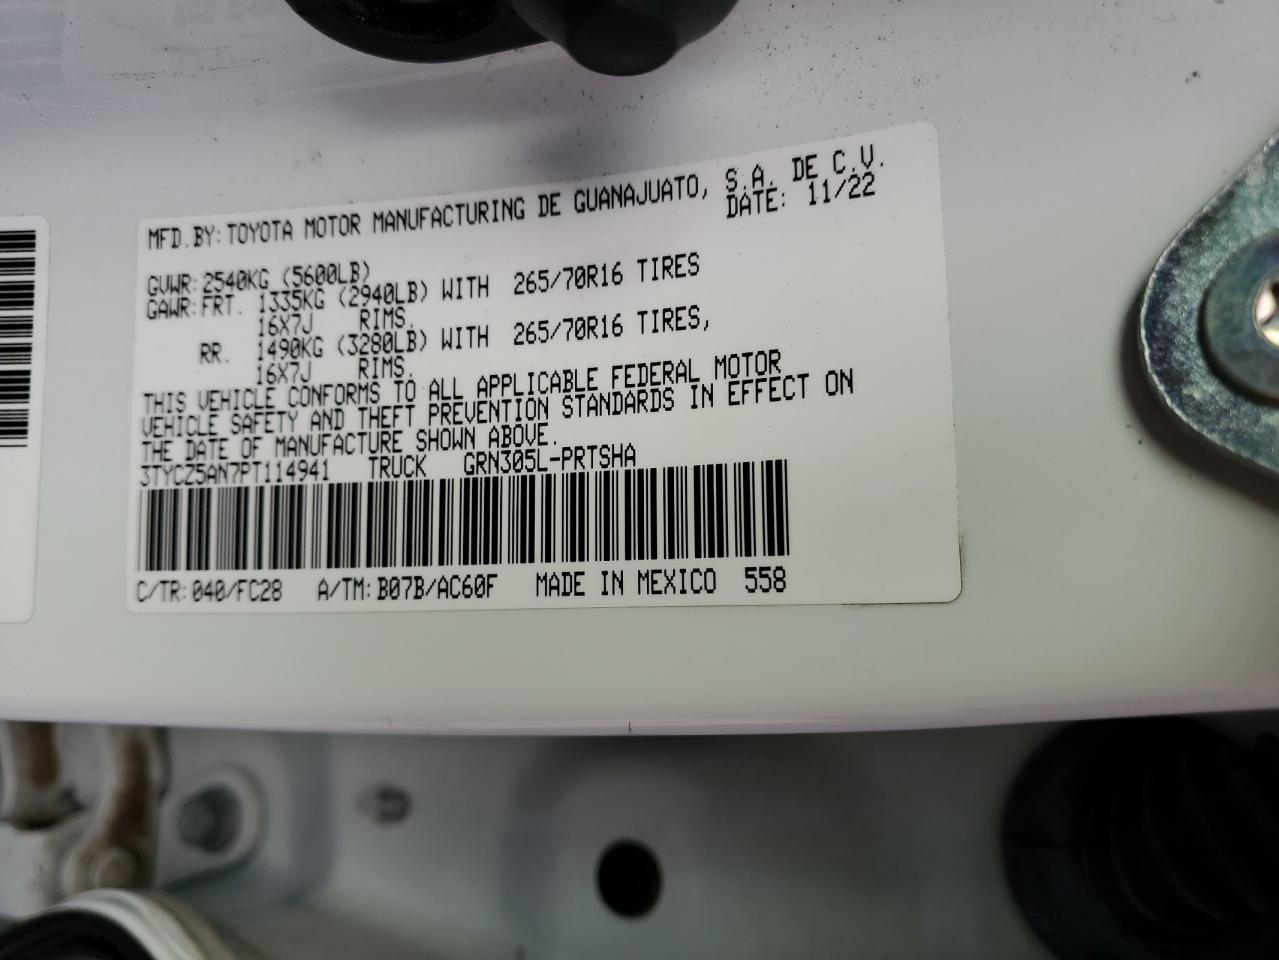 MFD.BY:TOYOTA MOTOR MANUFACTURING DE GUANAJUATO, S.A. DE C.V.
DATE: 11/22
GVWR:2540KG (5600LB)
GAWR:FRT. 1335KG (2940LB) WITH 265/70R16 TIRES
16X7J RIMS.
RR. 1490KG (3280LB) WITH 265/70R16 TIRES,
16X7J RIMS.
THIS VEHICLE CONFORMS TO ALL APPLICABLE FEDERAL MOTOR
VEHICLE SAFETY AND THEFT PREVENTION STANDARDS IN EFFECT ON
THE DATE OF MANUFACTURE SHOWN ABOVE.
3TYCZ5AN7PT114941 TRUCK GRN305L-PRTSHA
C/TR:040/FC28 A/TM:B07B/AC60F MADE IN MEXICO 558